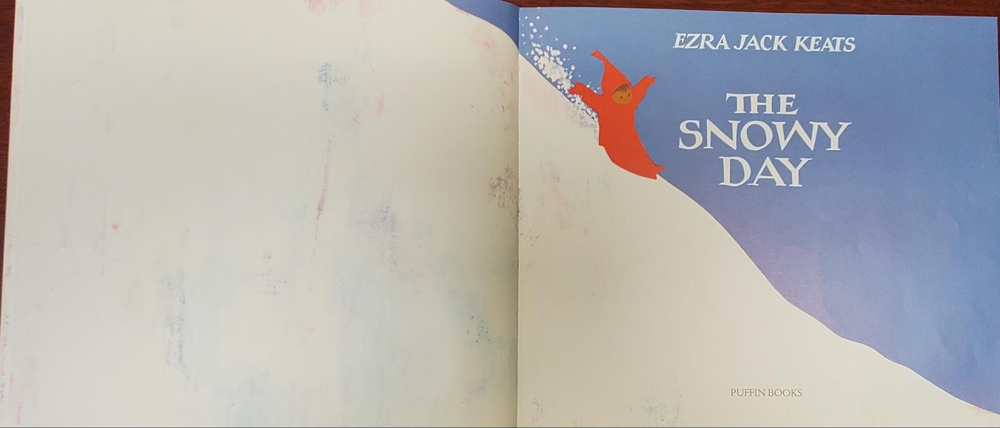 EZRA JACK KEATS
THE
SNOWY
DAY
PUFFIN BOOKS